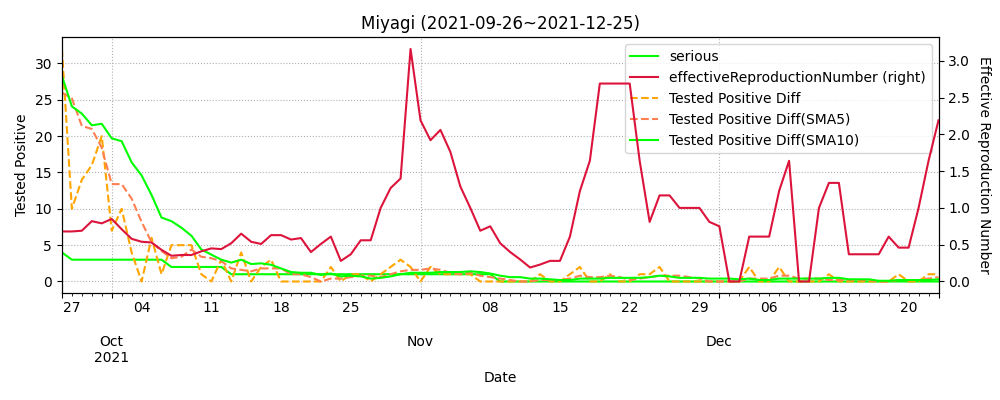 Miyagi (2021-09-26~2021-12-25)
serious
effectiveReproductionNumber (right)
Tested Positive Diff
Tested Positive Diff(SMA5)
Tested Positive Diff(SMA10)
Tested Positive
30
25
20
15
10
5
0
3.0
2.5
2.0
1.5
1.0
0.5
0.0
Effective Reproduction Number
27 04 11 18 25 08 15 22 29 06 13 20
Oct Nov Dec
2021
Date